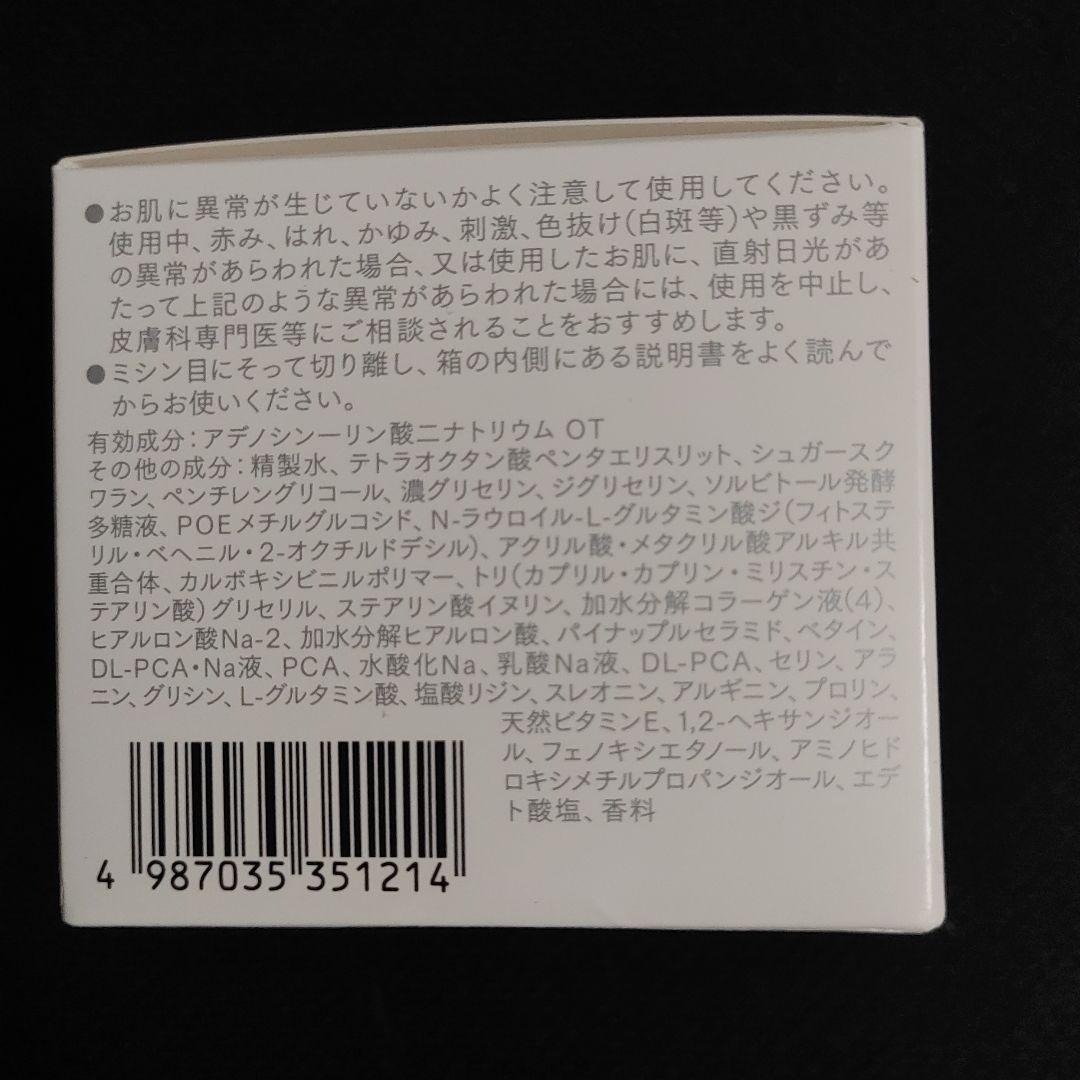 ●お肌に異常が生じていないかよく注意して使用してください。
使用中、赤み、はれ、かゆみ、刺激、色抜け(白斑等)や黒ずみ等
の異常があらわれた場合、又は使用したお肌に、直射日光があ
たって上記のような異常があらわれた場合には、使用を中止し、
皮膚科専門医等にご相談されることをおすすめします。
●ミシン目にそって切り離し、箱の内側にある説明書をよく読んで
からお使いください。
有効成分:アデノシン一リン酸二ナトリウム OT
その他の成分:精製水、テトラオクタン酸ペンタエリスリット、シュガースク
ワラン、ペンチレングリコール、濃グリセリン、ジグリセリン、ソルビトール発酵
多糖液、POEメチルグルコシド、N-ラウロイル-L-グルタミン酸ジ(フィトステ
リル・ベヘニル・2-オクチルドデシル)、アクリル酸・メタクリル酸アルキル共
重合体、カルボキシビニルポリマー、トリ(カプリル・カプリン・ミリスチン・ス
テアリン酸)グリセリル、ステアリン酸イヌリン、加水分解コラーゲン液(4)、
ヒアルロン酸Na-2、加水分解ヒアルロン酸、パイナップルセラミド、ベタイン、
DL-PCA・Na液、PCA、水酸化Na、乳酸Na液、DL-PCA、セリン、アラ
ニン、グリシン、L-グルタミン酸、塩酸リジン、スレオニン、アルギニン、プロリン、
天然ビタミンE、1,2-ヘキサンジオー
ル、フェノキシエタノール、アミノヒド
ロキシメチルプロパンジオール、エデ
ト酸塩、香料
4 987035 351214